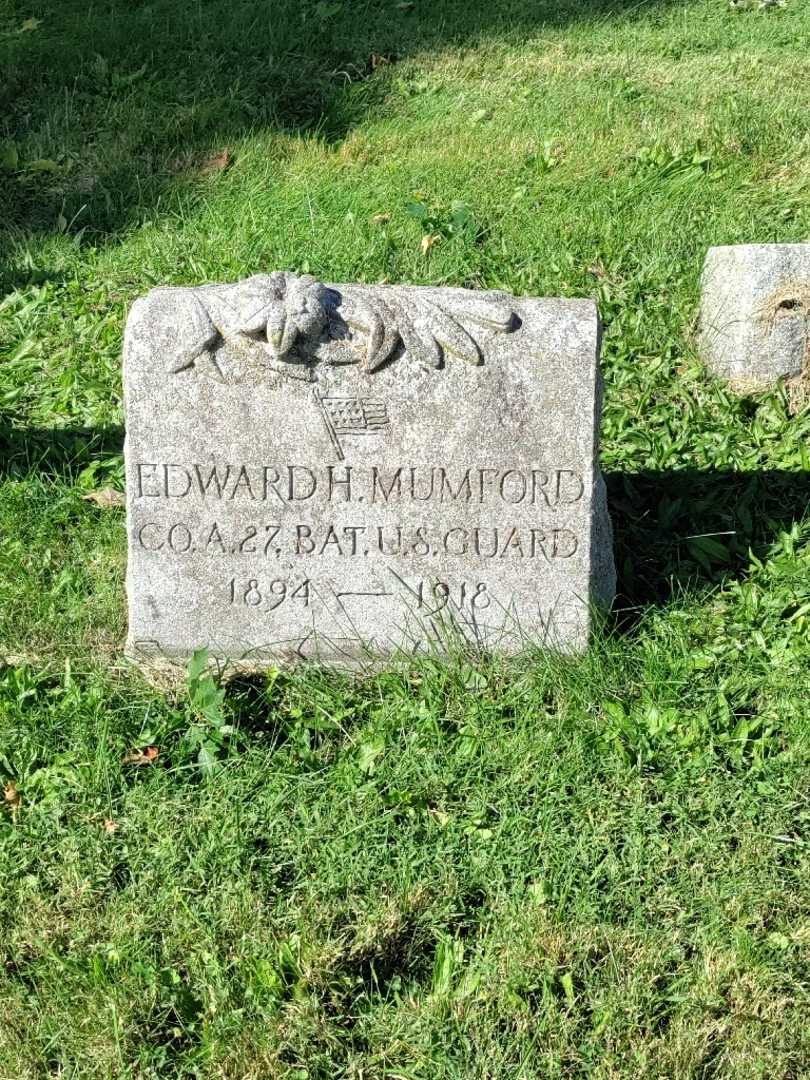 EDWARD H. MUMFORD
CO. A. 27, BAT. U.S. GUARD
1894 — 1918